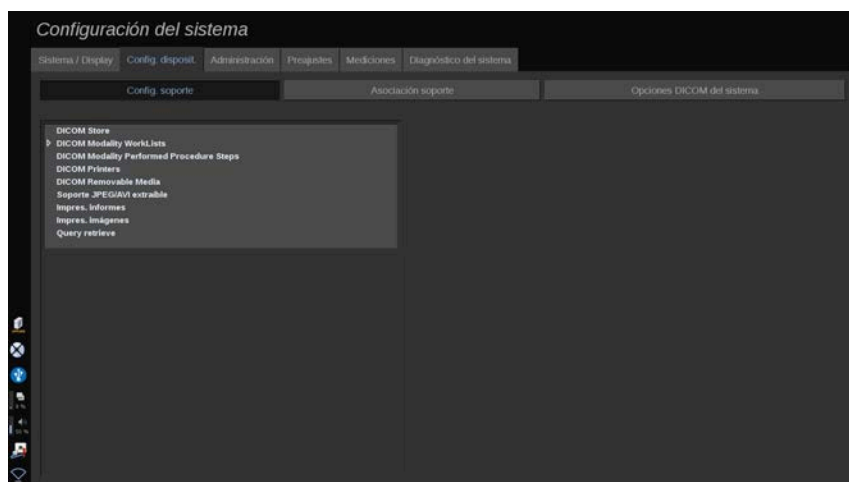 Configuración del sistema
Sistema / Display Config. disposit. Administración Preajustes Mediciones Diagnóstico del sistema
Config. soporte Asociación soporte Opciones DICOM del sistema
DICOM Store
DICOM Modality WorkLists
DICOM Modality Performed Procedure Steps
DICOM Printers
DICOM Removable Media
Soporte JPEG/AVI extraible
Impres. informes
Impres. imágenes
Query retrieve